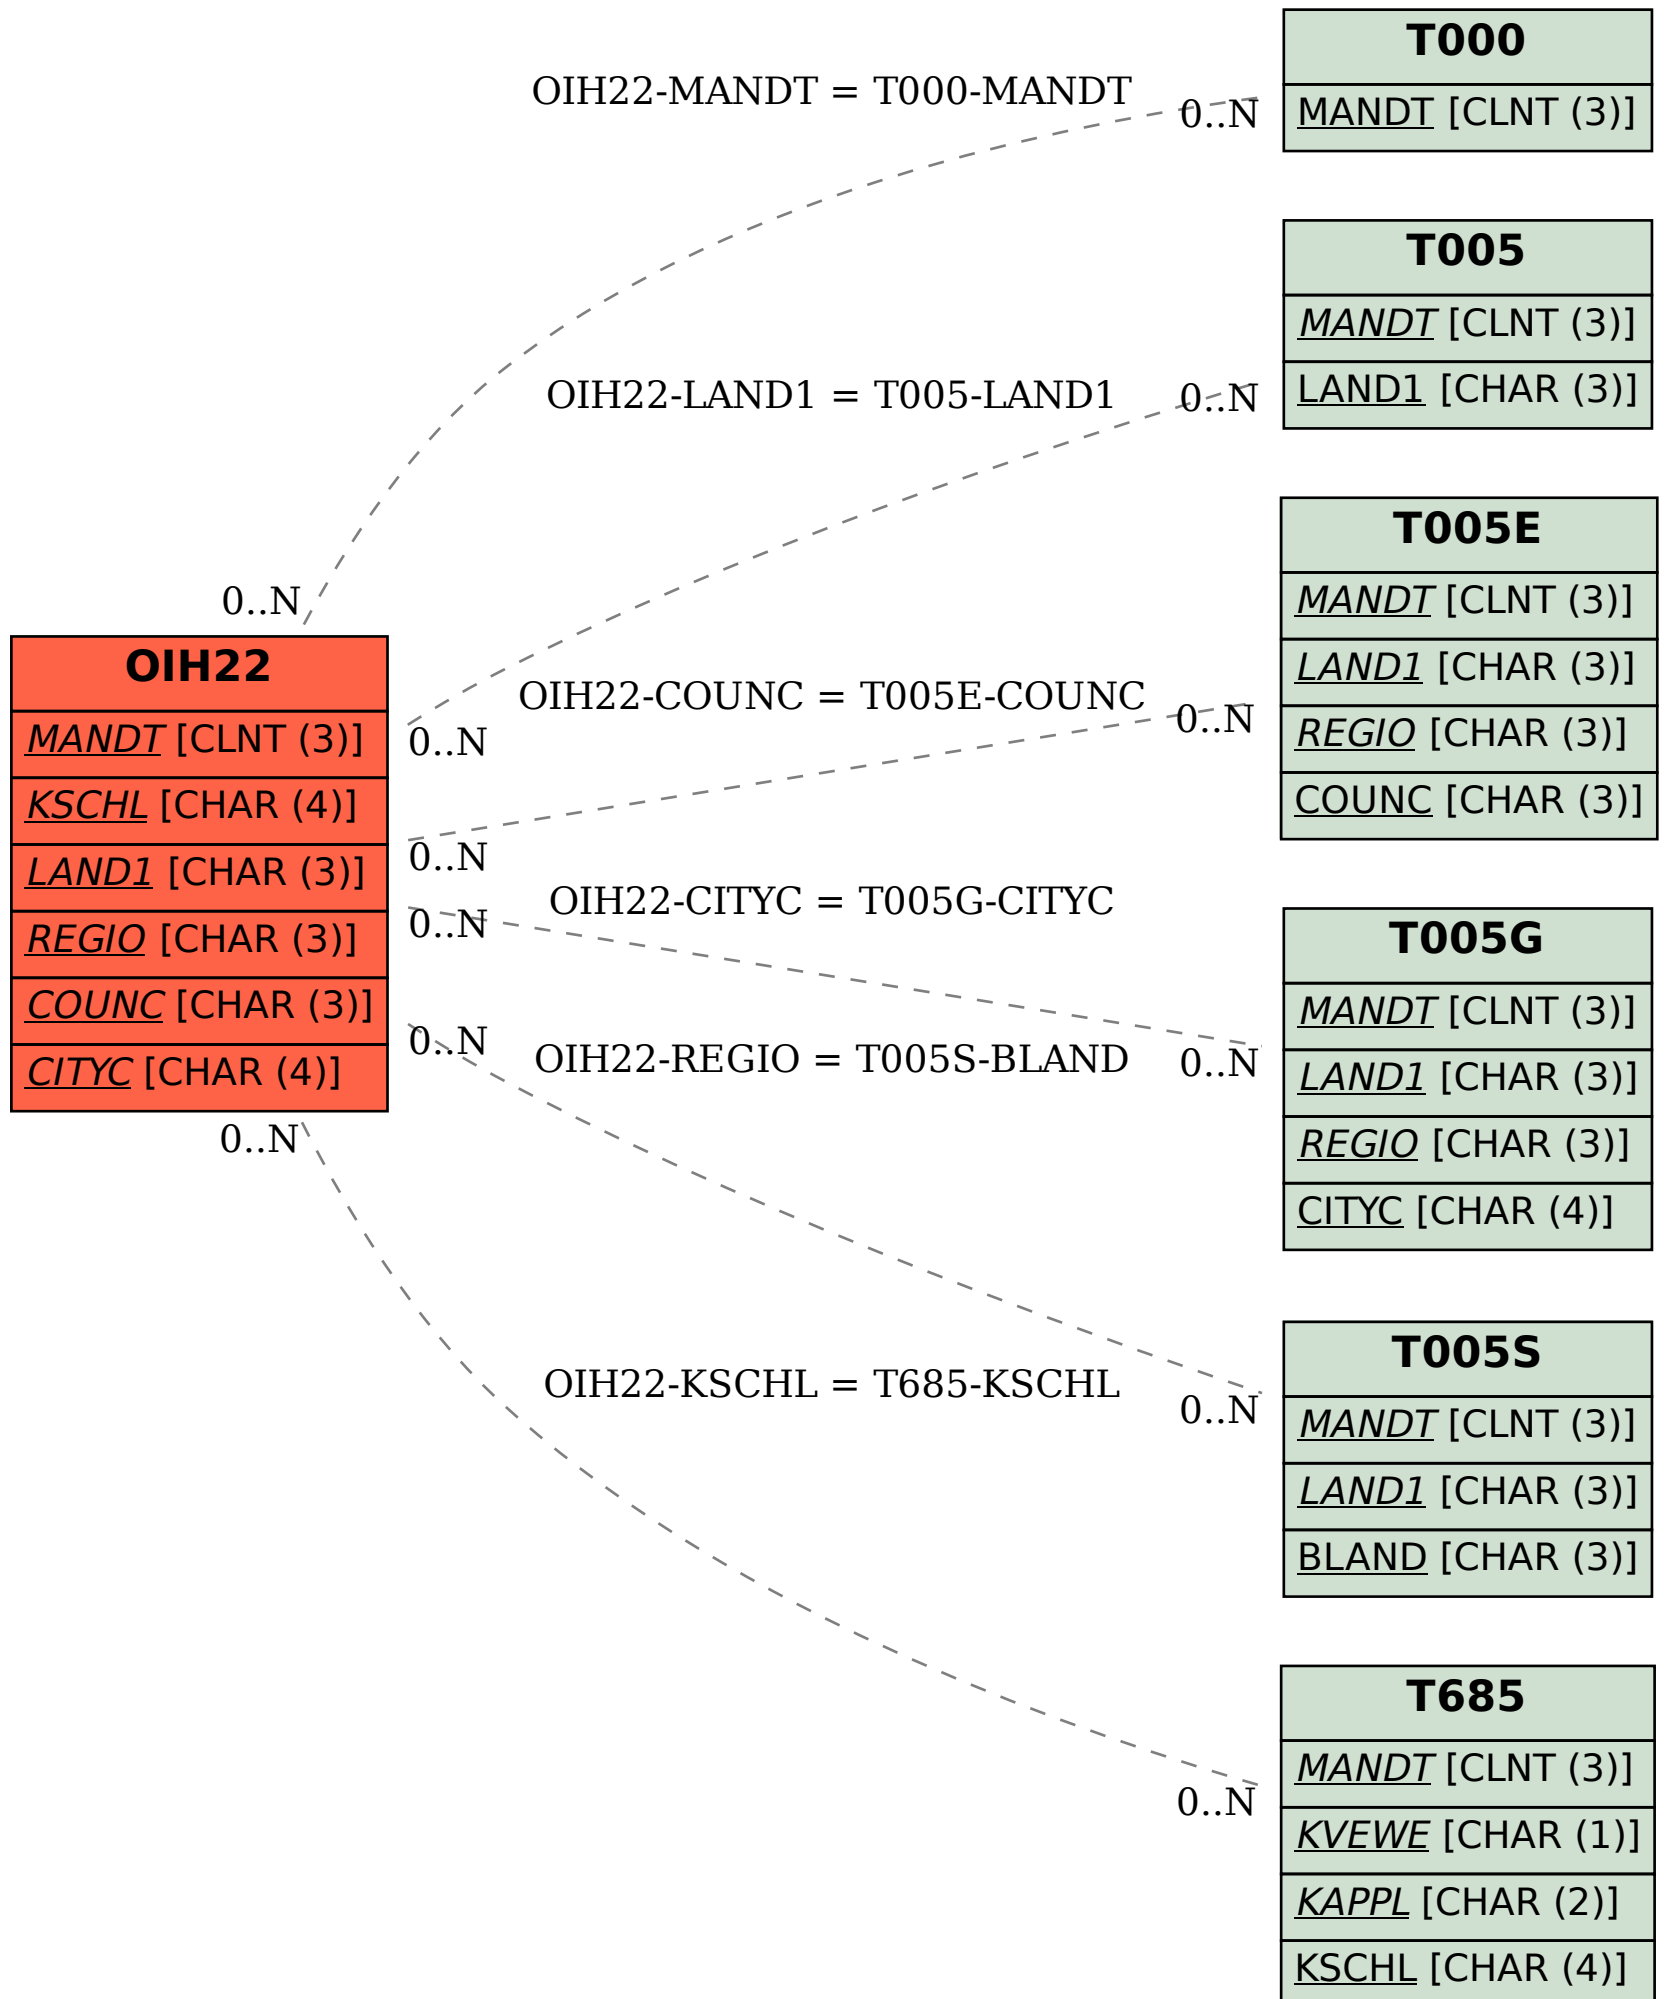 T000
MANDT [CLNT (3)]
OIH22-MANDT = T000-MANDT
0..N
T005
MANDT [CLNT (3)]
LAND1 [CHAR (3)]
OIH22-LAND1 = T005-LAND1
0..N
T005E
MANDT [CLNT (3)]
LAND1 [CHAR (3)]
REGIO [CHAR (3)]
COUNC [CHAR (3)]
0..N
OIH22
MANDT [CLNT (3)]
KSCHL [CHAR (4)]
LAND1 [CHAR (3)]
REGIO [CHAR (3)]
COUNC [CHAR (3)]
CITYC [CHAR (4)]
0..N
OIH22-COUNC = T005E-COUNC
0..N
0..N
OIH22-CITYC = T005G-CITYC
0..N
0..N
OIH22-REGIO = T005S-BLAND
0..N
T005G
MANDT [CLNT (3)]
LAND1 [CHAR (3)]
REGIO [CHAR (3)]
CITYC [CHAR (4)]
0..N
0..N
T005S
MANDT [CLNT (3)]
LAND1 [CHAR (3)]
BLAND [CHAR (3)]
OIH22-KSCHL = T685-KSCHL
0..N
T685
MANDT [CLNT (3)]
KVEWE [CHAR (1)]
KAPPL [CHAR (2)]
KSCHL [CHAR (4)]
0..N